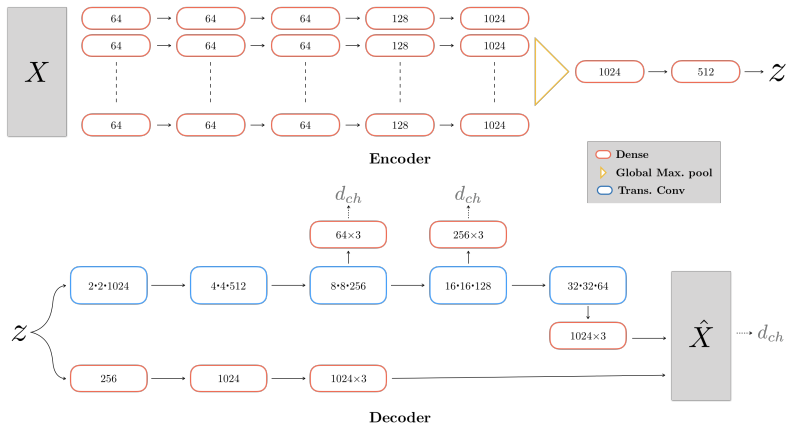 X
64 64 64 128 1024
64 64 64 128 1024
1024 512 z
64 64 64 128 1024
Encoder
Dense
Global Max. pool
Trans. Conv
d_ch d_ch
64×3 256×3
2•2•1024 4•4•512 8•8•256 16•16•128 32•32•64
z
1024×3
X̂ d_ch
256 1024 1024×3
Decoder